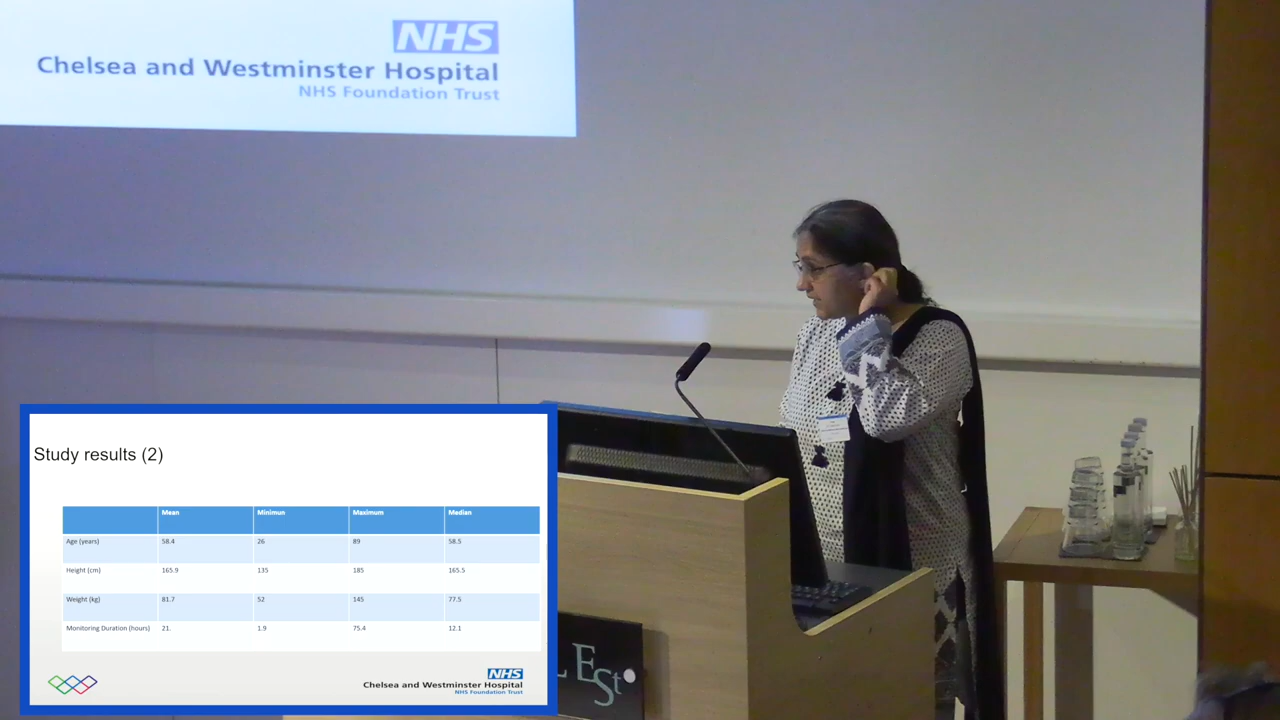 NHS
Chelsea and Westminster Hospital
NHS Foundation Trust
Study results (2)
Mean Minimun Maximum Median
Age (years) 58.4 26 89 58.5
Height (cm) 165.9 135 185 165.5
Weight (kg) 81.7 52 145 77.5
Monitoring Duration (hours) 21. 1.9 75.4 12.1
NHS
Chelsea and Westminster Hospital
NHS Foundation Trust
ESt